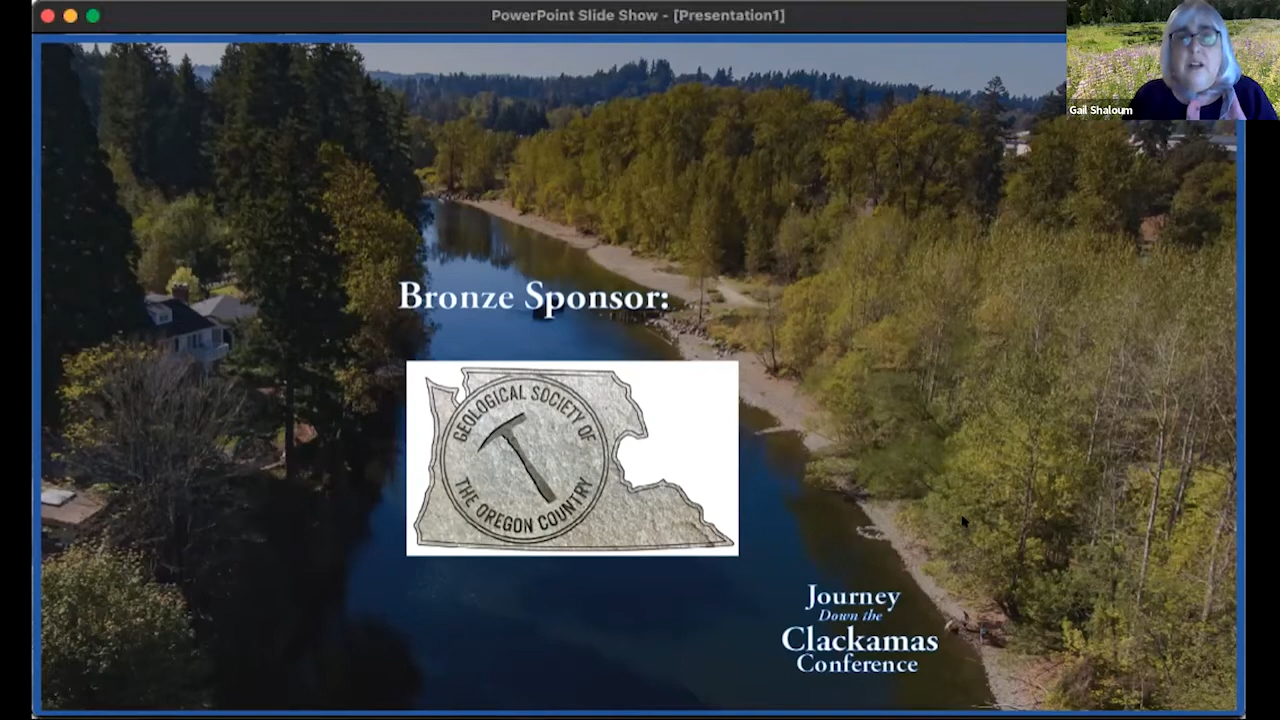 PowerPoint Slide Show - [Presentation1]
Gail Shaloum
Bronze Sponsor:
GEOLOGICAL SOCIETY OF
THE OREGON COUNTRY
Journey
Down the
Clackamas
Conference